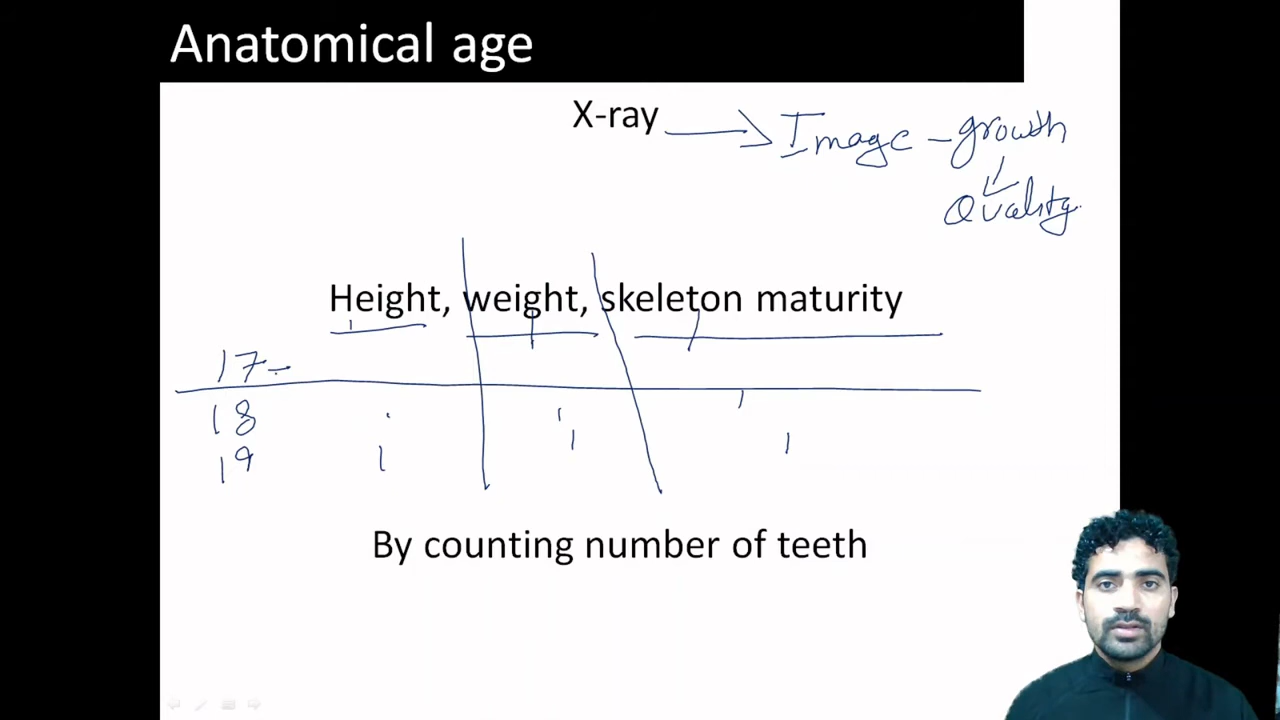 Anatomical age
X-ray → Image - growth
Quality
Height, weight, skeleton maturity
17 -
18
19
By counting number of teeth